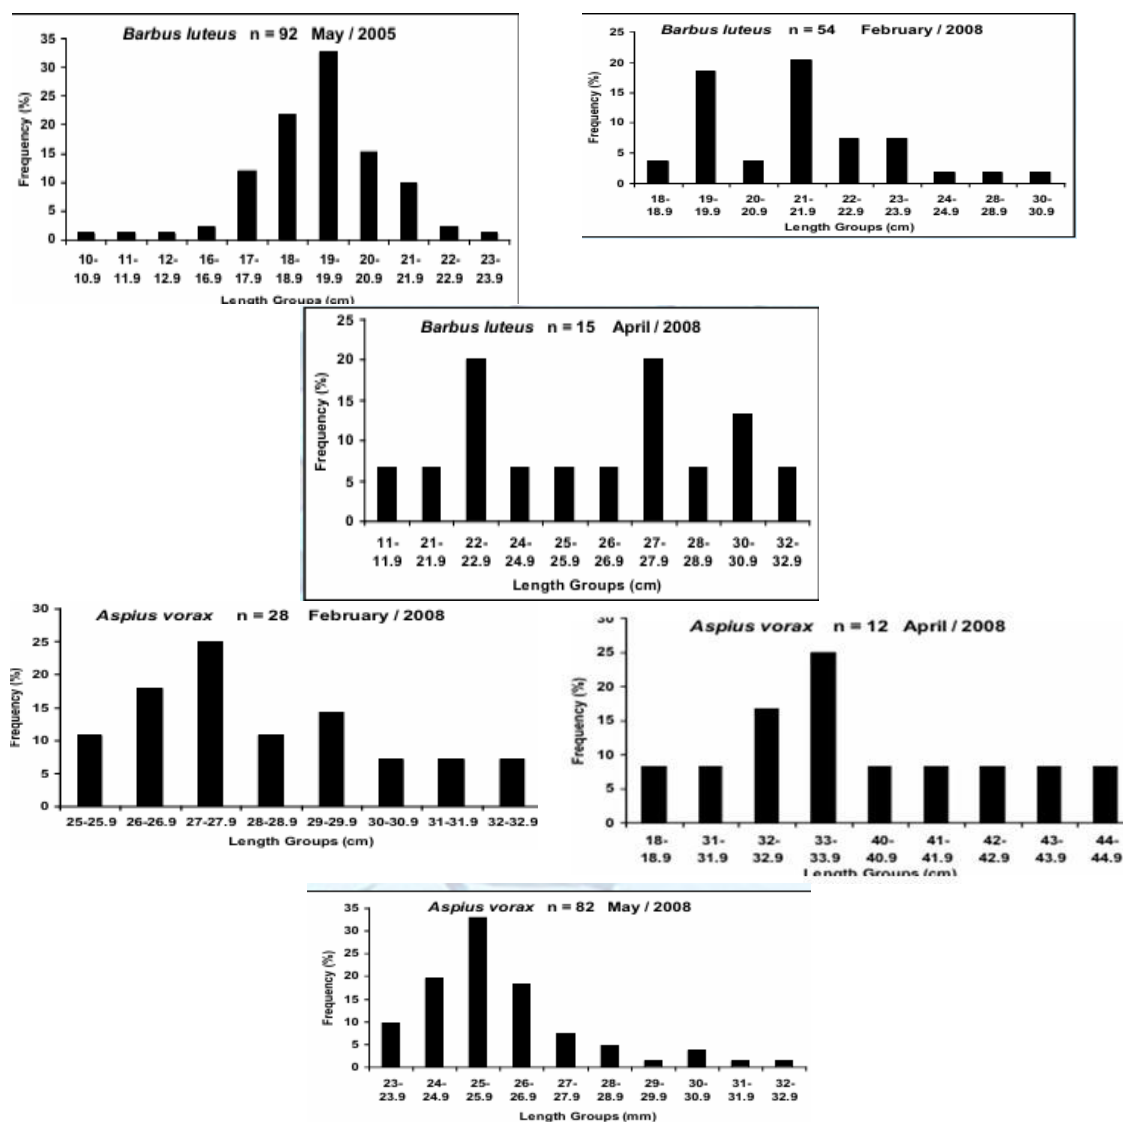 Barbus luteus n = 92 May / 2005
Frequency (%)
35
30
25
20
15
10
5
0
10- 11- 12- 16- 17- 18- 19- 20- 21- 22- 23-
10.9 11.9 12.9 16.9 17.9 18.9 19.9 20.9 21.9 22.9 23.9
Length Groupa (cm)
Barbus luteus n = 54 February / 2008
Frequency (%)
25
20
15
10
5
0
18- 19- 20- 21- 22- 23- 24- 28- 30-
18.9 19.9 20.9 21.9 22.9 23.9 24.9 28.9 30.9
Length Groups (cm)
Barbus luteus n = 15 April / 2008
Frequency (%)
25
20
15
10
5
0
11- 21- 22- 24- 25- 26- 27- 28- 30- 32-
11.9 21.9 22.9 24.9 25.9 26.9 27.9 28.9 30.9 32.9
Length Groups (cm)
Aspius vorax n = 28 February / 2008
Frequency (%)
30
25
20
15
10
5
0
25-25.9 26-26.9 27-27.9 28-28.9 29-29.9 30-30.9 31-31.9 32-32.9
Length Groups (cm)
Aspius vorax n = 12 April / 2008
Frequency (%)
30
25
20
15
10
5
0
18- 31- 32- 33- 40- 41- 42- 43- 44-
18.9 31.9 32.9 33.9 40.9 41.9 42.9 43.9 44.9
Length Groups (cm)
Aspius vorax n = 82 May / 2008
Frequency (%)
35
30
25
20
15
10
5
0
23- 24- 25- 26- 27- 28- 29- 30- 31- 32-
23.9 24.9 25.9 26.9 27.9 28.9 29.9 30.9 31.9 32.9
Length Groups (mm)